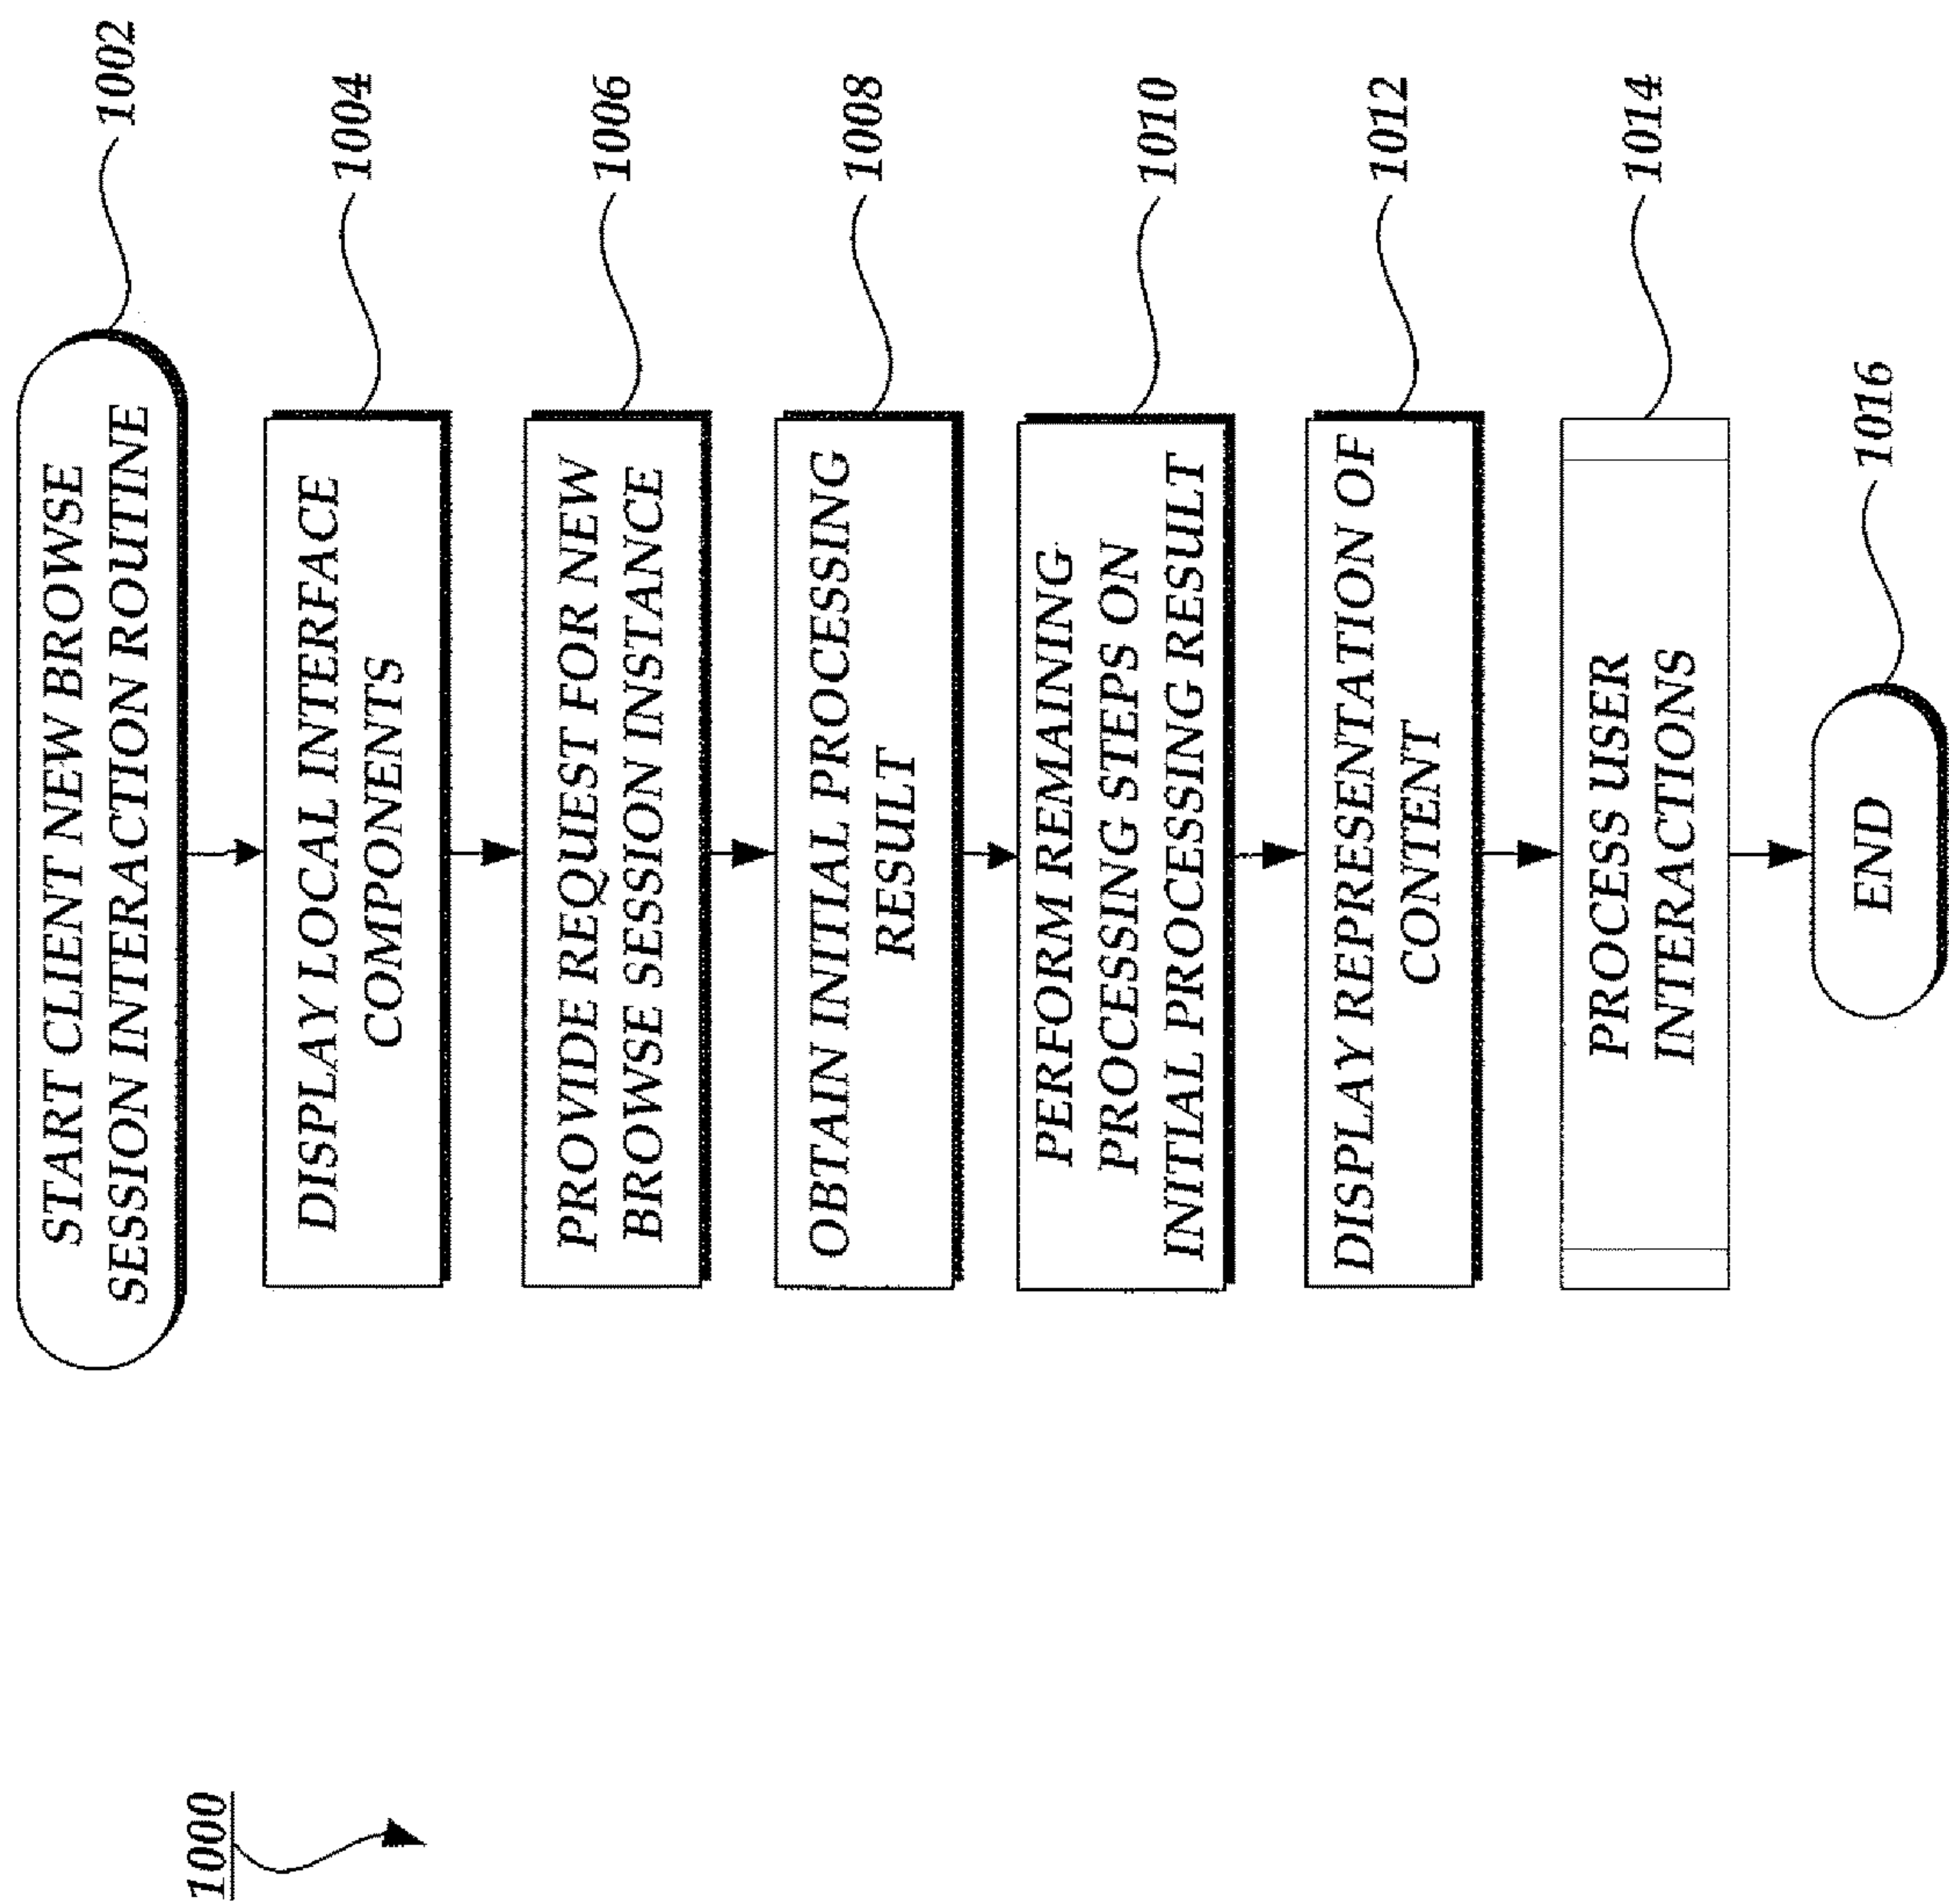 1000
START CLIENT NEW BROWSE
SESSION INTERACTION ROUTINE
1002
DISPLAY LOCAL INTERFACE
COMPONENTS
1004
PROVIDE REQUEST FOR NEW
BROWSE SESSION INSTANCE
1006
OBTAIN INITIAL PROCESSING
RESULT
1008
PERFORM REMAINING
PROCESSING STEPS ON
INITIAL PROCESSING RESULT
1010
DISPLAY REPRESENTATION OF
CONTENT
1012
PROCESS USER
INTERACTIONS
1014
END
1016